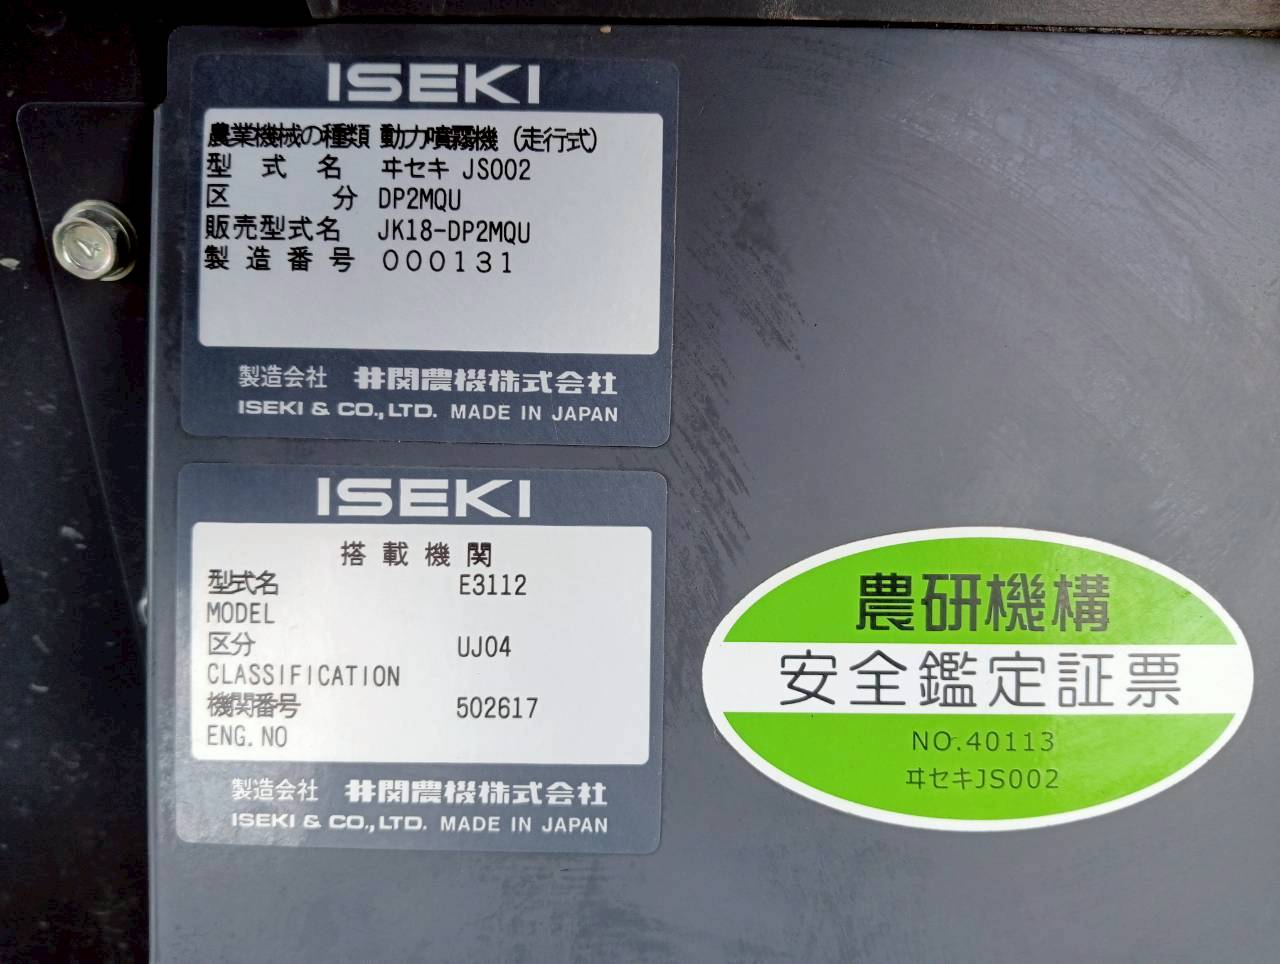 ISEKI
農業機械の種類 動力噴霧機 (走行式)
型式名 ヰセキ JS002
区分 DP2MQU
販売型式名 JK18-DP2MQU
製造番号 000131
製造会社 井関農機株式会社
ISEKI & CO.,LTD. MADE IN JAPAN
ISEKI
搭載機関
型式名 E3112
MODEL
区分 UJ04
CLASSIFICATION
機関番号 502617
ENG.NO
製造会社 井関農機株式会社
ISEKI & CO.,LTD. MADE IN JAPAN
農研機構
安全鑑定証票
NO.40113
ヰセキJS002